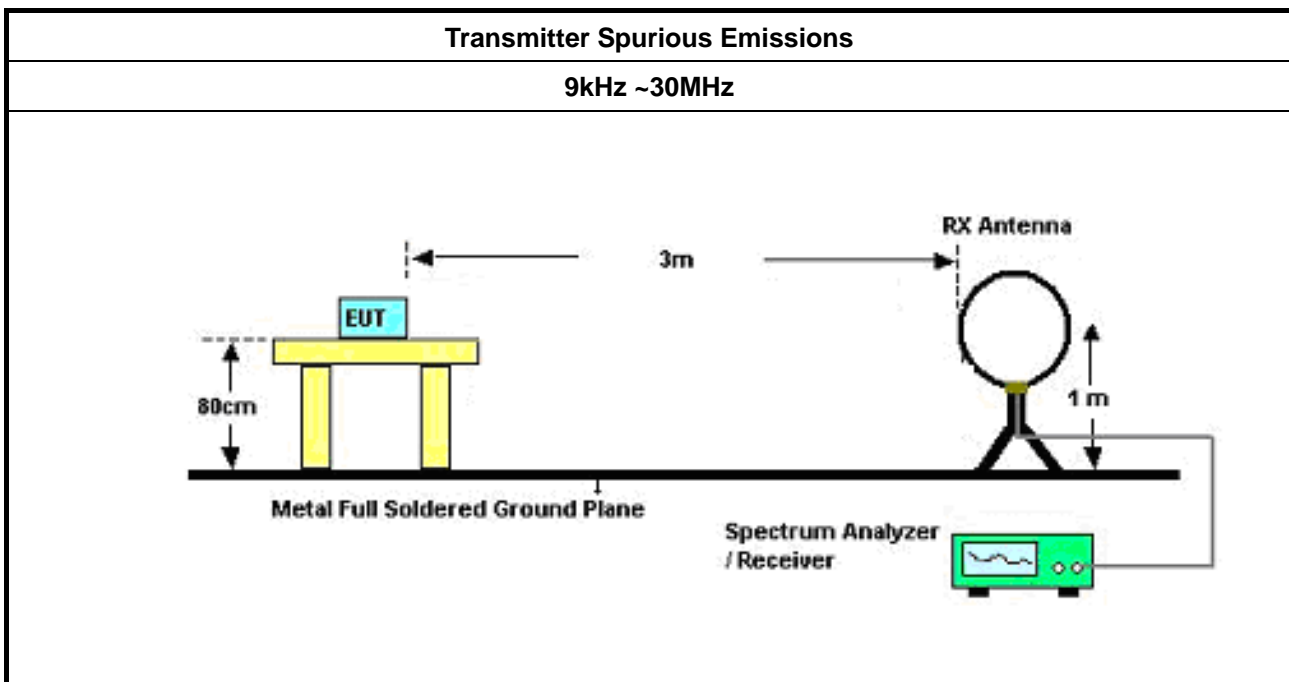 Transmitter Spurious Emissions
9kHz ~30MHz
RX Antenna
3m
EUT
80cm
1 m
Metal Full Soldered Ground Plane
Spectrum Analyzer
/ Receiver